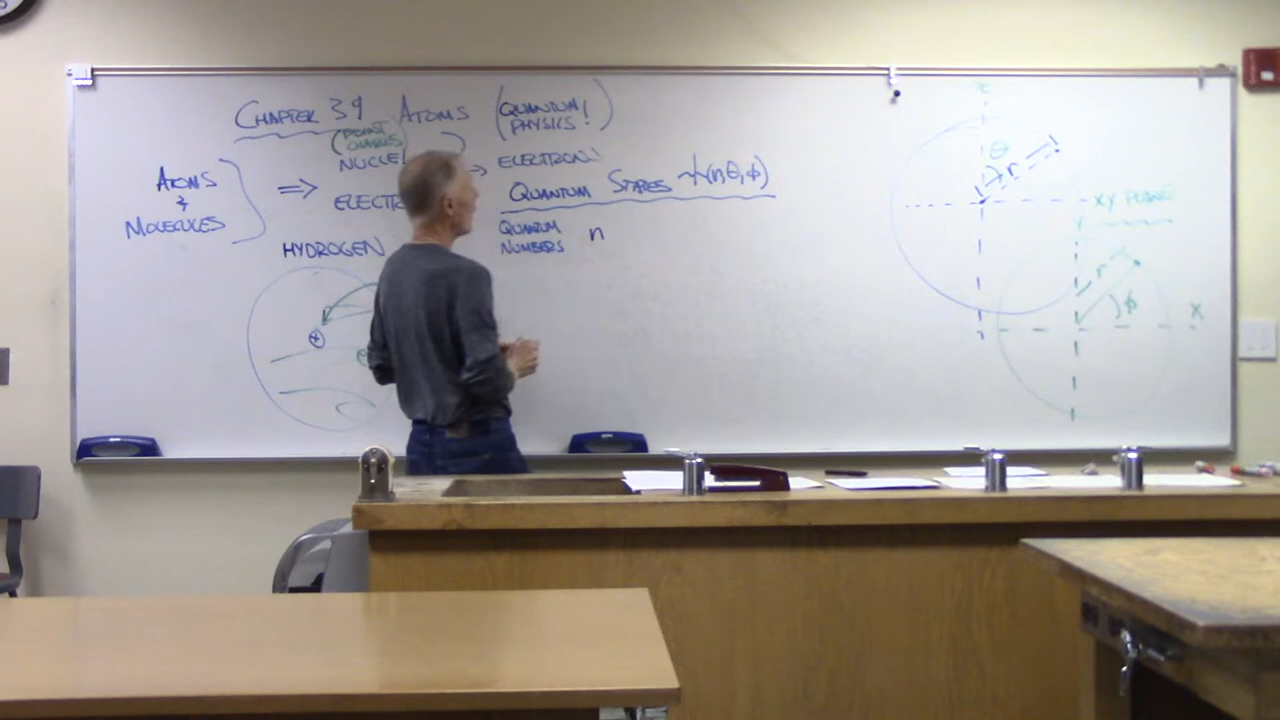 CHAPTER 39 ATOMS (QUANTUM PHYSICS!)
(POINT CHARGES)
NUCLEI
ELECTRON!
ATOMS
&
MOLECULES
⇒
ELECTR
QUANTUM STATES ψ(r,θ,φ)
QUANTUM
NUMBERS n
HYDROGEN
+
z
θ
r
XY PLANE
r
φ
X